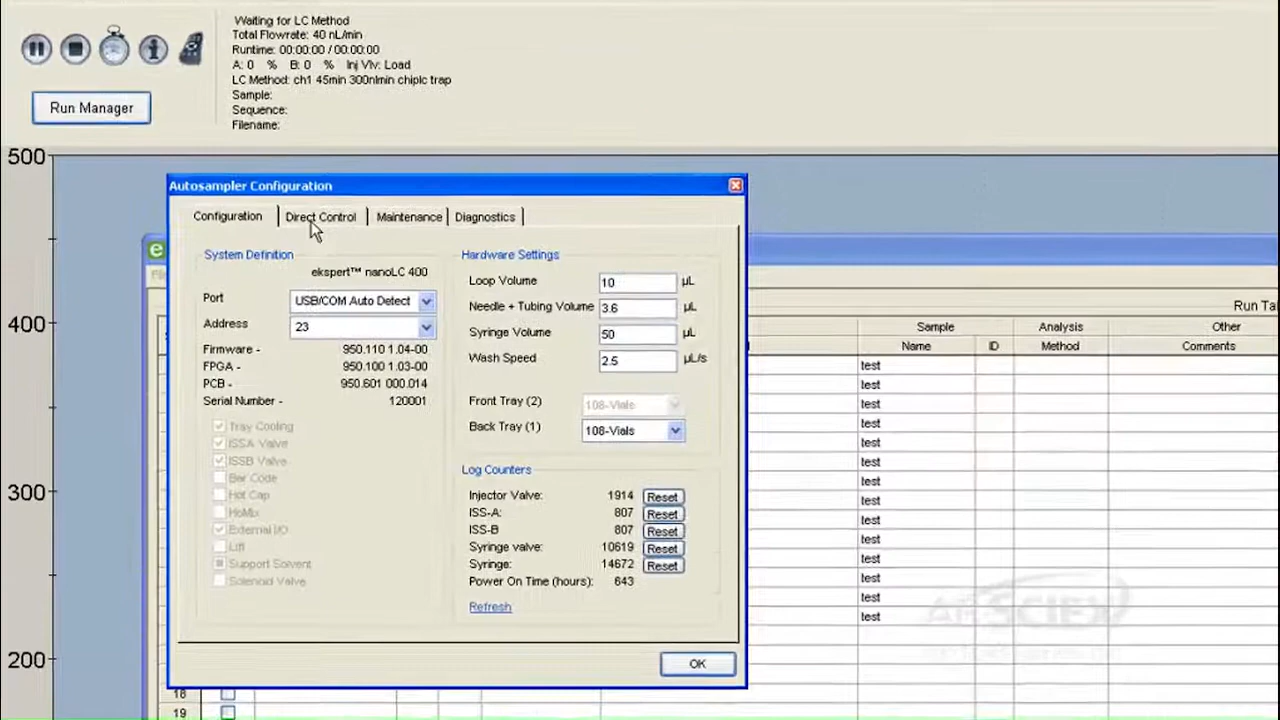 Waiting for LC Method
Total Flowrate: 40 nL/min
Runtime: 00:00:00 / 00:00:00
A: 0 % B: 0 % Inj Vlv: Load
LC Method: ch1 45min 300nlmin chiplc trap
Sample:
Sequence:
Filename:
Run Manager
500
400
300
200
Autosampler Configuration
Configuration Direct Control Maintenance Diagnostics
System Definition
ekspert™ nanoLC 400
Port USB/COM Auto Detect
Address 23
Firmware - 950.110 1.04-00
FPGA - 950.100 1.03-00
PCB - 950.601 000.014
Serial Number - 120001
Tray Cooling
ISSA Valve
ISSB Valve
Bar Code
Hot Cap
HoMix
External I/O
Lift
Support Solvent
Solenoid Valve
Hardware Settings
Loop Volume 10 µL
Needle + Tubing Volume 3.6 µL
Syringe Volume 50 µL
Wash Speed 2.5 µL/s
Front Tray (2) 108-Vials
Back Tray (1) 108-Vials
Log Counters
Injector Valve: 1914 Reset
ISS-A: 807 Reset
ISS-B 807 Reset
Syringe valve: 10619 Reset
Syringe: 14672 Reset
Power On Time (hours): 643
Refresh
OK
Run Ta
Sample Analysis Other
Name ID Method Comments
test
test
test
test
test
test
test
test
test
test
test
test
test
test
18
19